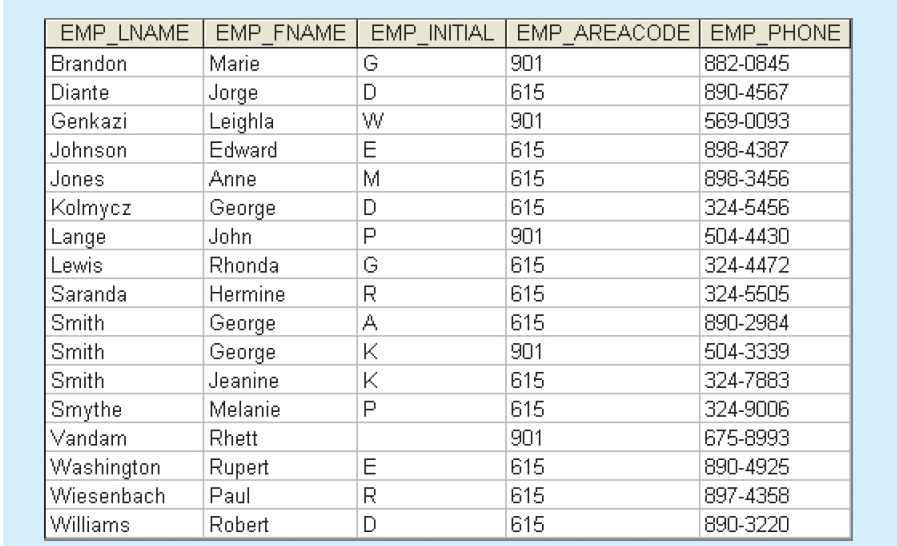 EMP_LNAME EMP_FNAME EMP_INITIAL EMP_AREACODE EMP_PHONE
Brandon Marie G 901 882-0845
Diante Jorge D 615 890-4567
Genkazi Leighla W 901 569-0093
Johnson Edward E 615 898-4387
Jones Anne M 615 898-3456
Kolmycz George D 615 324-5456
Lange John P 901 504-4430
Lewis Rhonda G 615 324-4472
Saranda Hermine R 615 324-5505
Smith George A 615 890-2984
Smith George K 901 504-3339
Smith Jeanine K 615 324-7883
Smythe Melanie P 615 324-9006
Vandam Rhett 901 675-8993
Washington Rupert E 615 890-4925
Wiesenbach Paul R 615 897-4358
Williams Robert D 615 890-3220